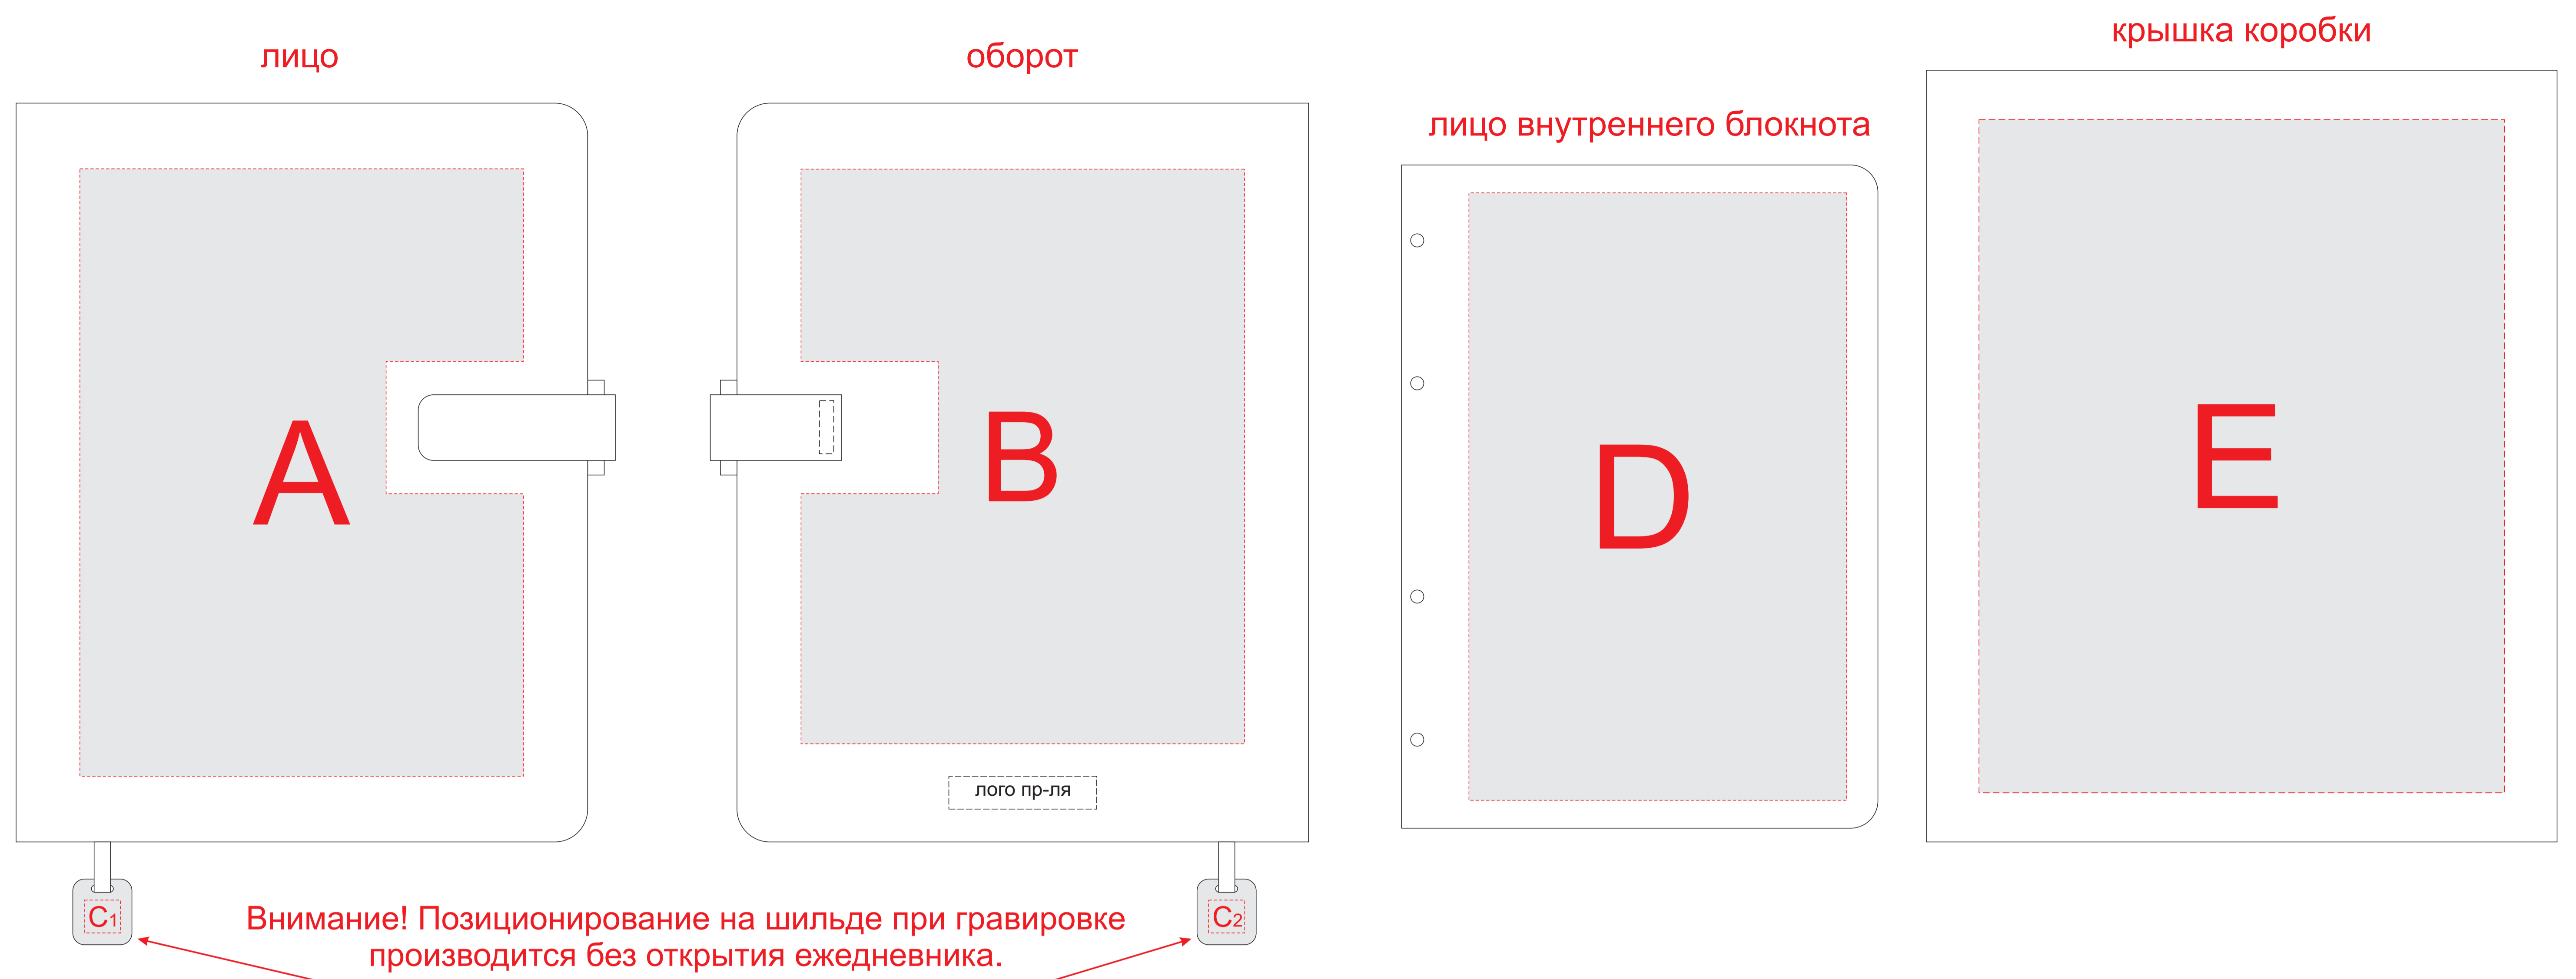 лицо
оборот
лицо внутреннего блокнота
крышка коробки
A
B
D
E
лого пр-ля
C1
C2
Внимание! Позиционирование на шильде при гравировке
производится без открытия ежедневника.